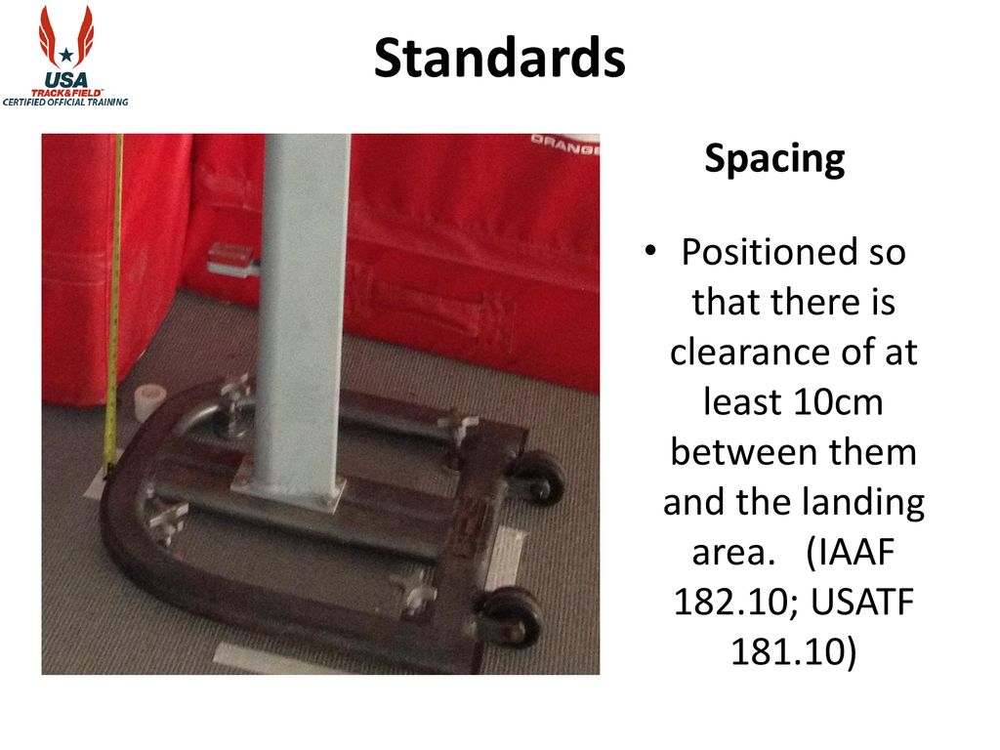 USA
TRACK&FIELD
CERTIFIED OFFICIAL TRAINING
Standards
ORANGE
Spacing
• Positioned so
that there is
clearance of at
least 10cm
between them
and the landing
area. (IAAF
182.10; USATF
181.10)